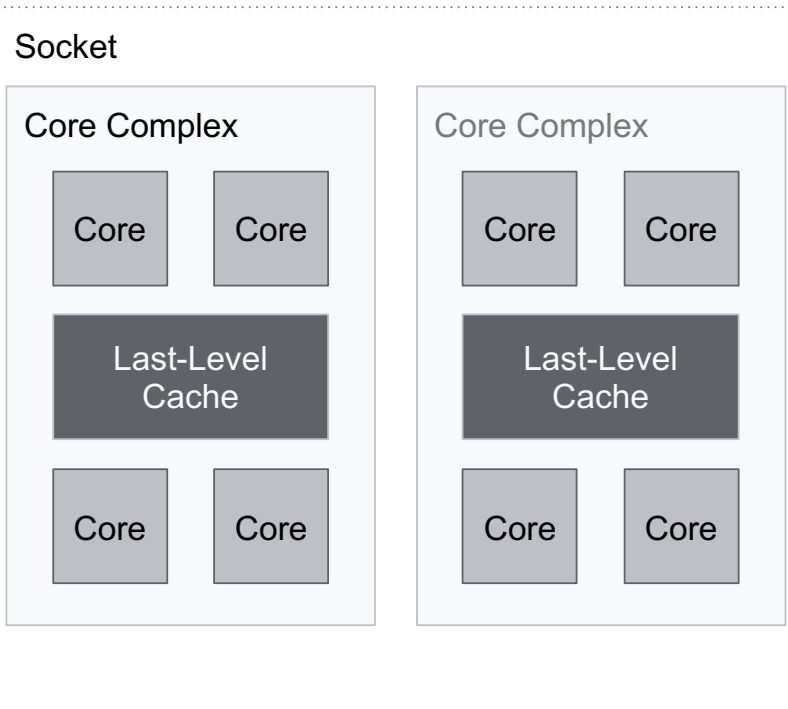 Socket
Core Complex
Core Core
Last-Level
Cache
Core Core
Core Complex
Core Core
Last-Level
Cache
Core Core